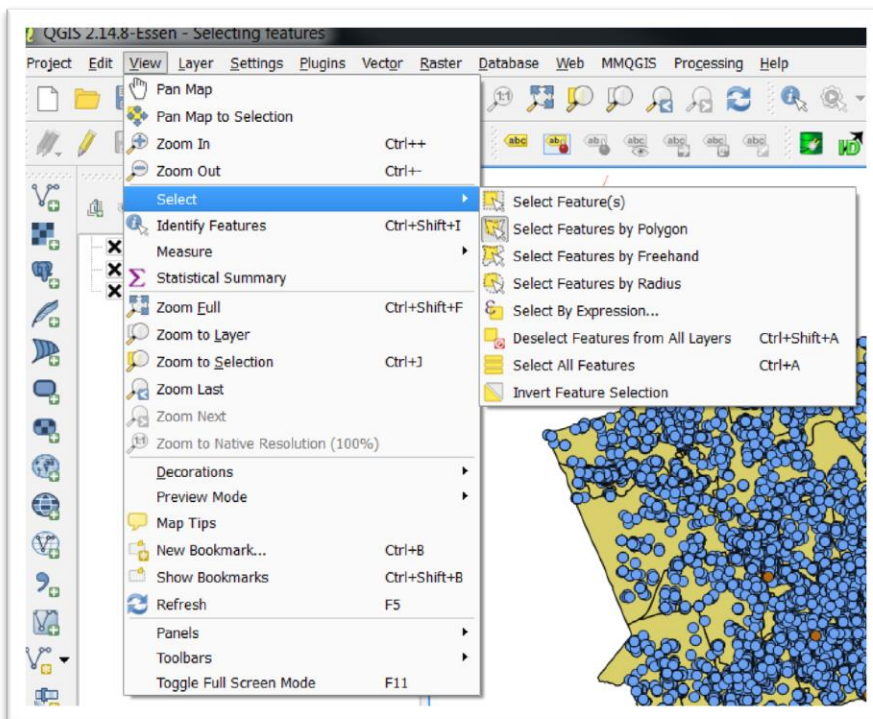 QGIS 2.14.8-Essen - Selecting features
Project Edit View Layer Settings Plugins Vector Raster Database Web MMQGIS Processing Help
Pan Map
Pan Map to Selection
Zoom In Ctrl++
Zoom Out Ctrl+-
Select
Identify Features Ctrl+Shift+I
Measure
Statistical Summary
Zoom Full Ctrl+Shift+F
Zoom to Layer
Zoom to Selection Ctrl+J
Zoom Last
Zoom Next
Zoom to Native Resolution (100%)
Decorations
Preview Mode
Map Tips
New Bookmark... Ctrl+B
Show Bookmarks Ctrl+Shift+B
Refresh F5
Panels
Toolbars
Toggle Full Screen Mode F11
Select Feature(s)
Select Features by Polygon
Select Features by Freehand
Select Features by Radius
Select By Expression...
Deselect Features from All Layers Ctrl+Shift+A
Select All Features Ctrl+A
Invert Feature Selection
1:1
abc